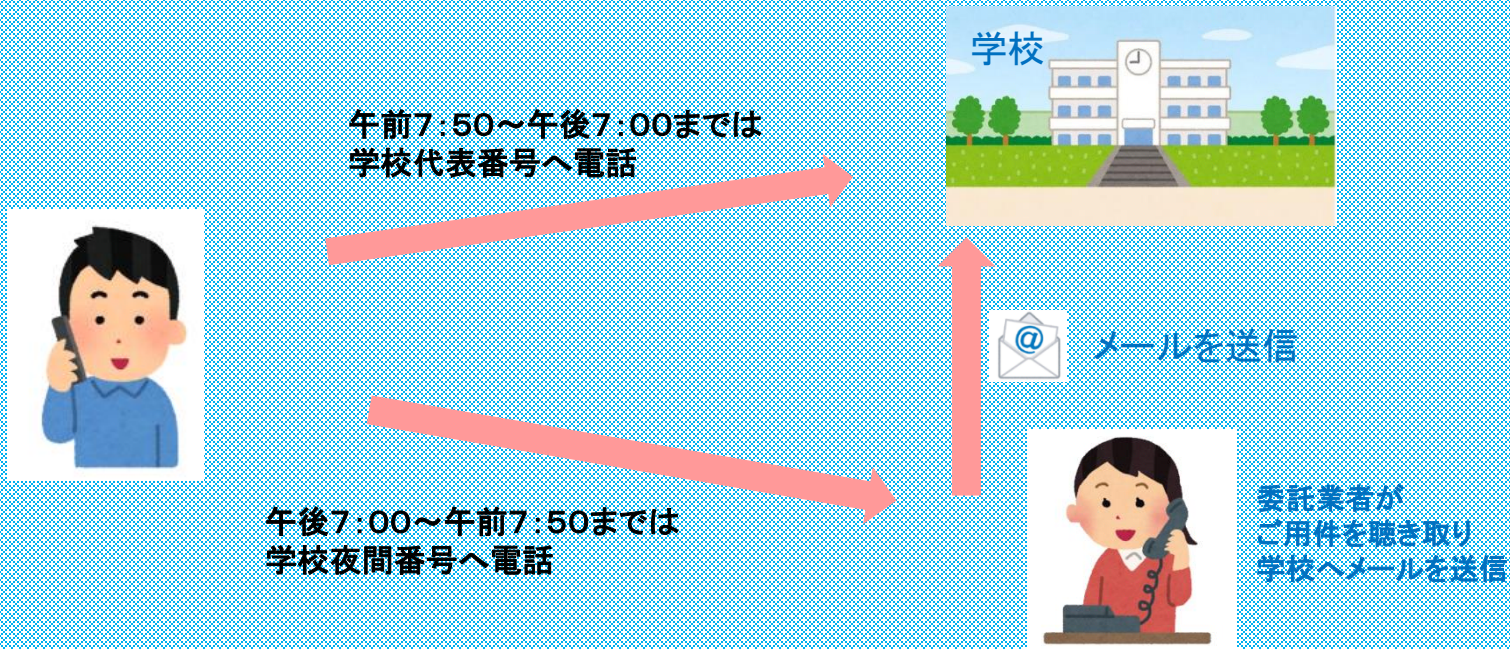 学校
午前7:50～午後7:00までは
学校代表番号へ電話
@
メールを送信
午後7:00～午前7:50までは
学校夜間番号へ電話
委託業者が
ご用件を聴き取り
学校へメールを送信